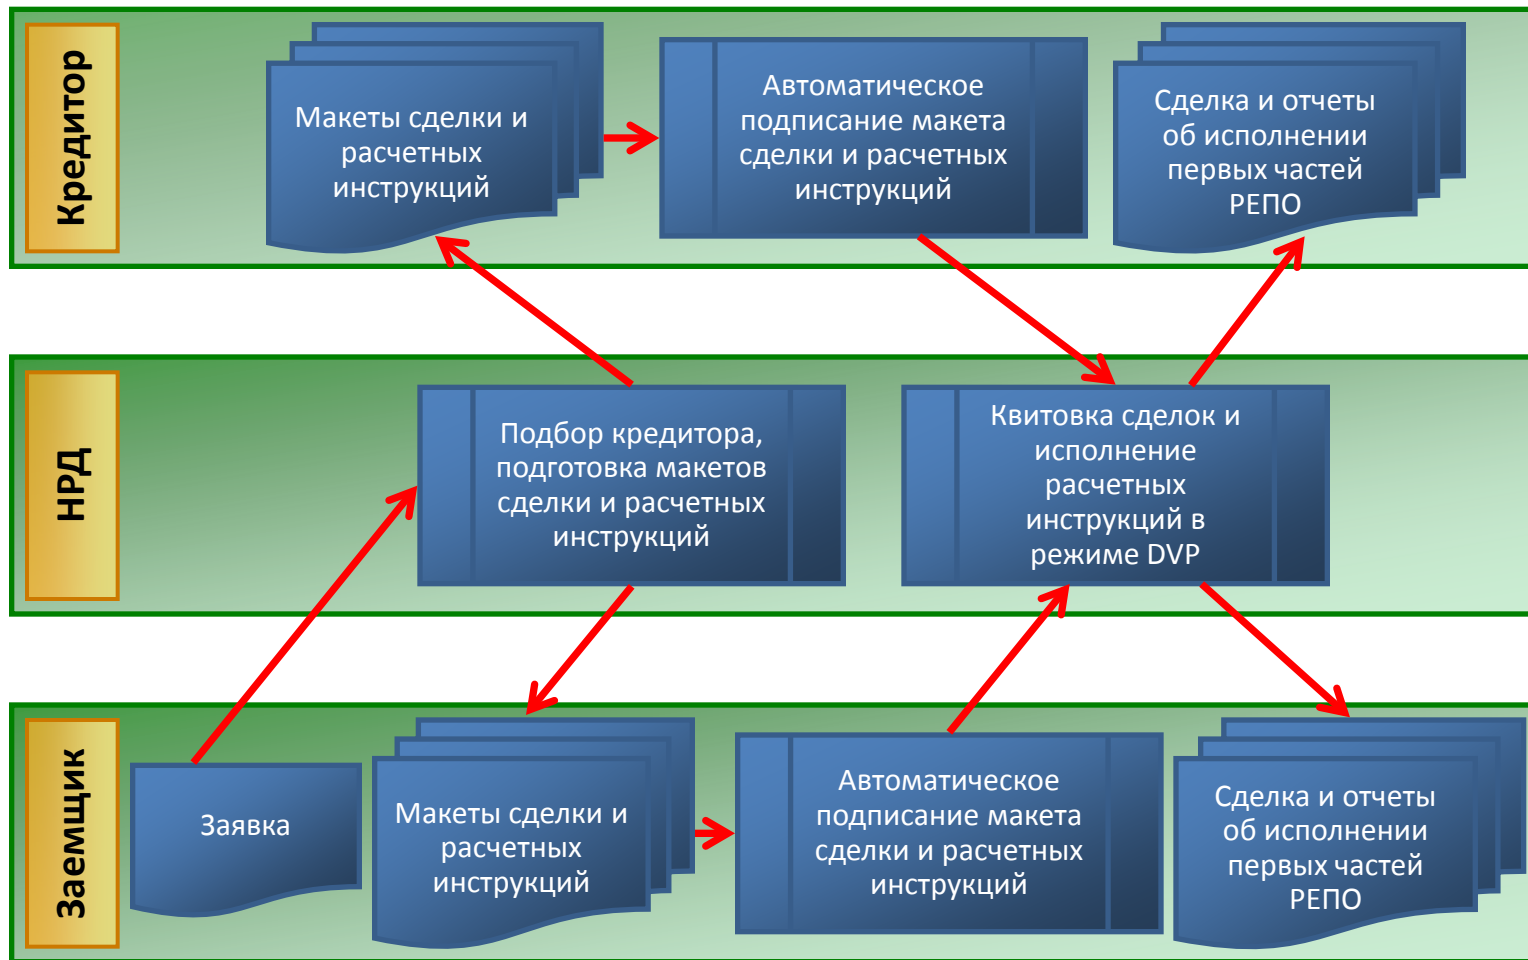 Кредитор
Макеты сделки и
расчетных
инструкций
Автоматическое
подписание макета
сделки и расчетных
инструкций
Сделка и отчеты
об исполнении
первых частей
РЕПО
НРД
Подбор кредитора,
подготовка макетов
сделки и расчетных
инструкций
Квитовка сделок и
исполнение
расчетных
инструкций в
режиме DVP
Заемщик
Заявка
Макеты сделки и
расчетных
инструкций
Автоматическое
подписание макета
сделки и расчетных
инструкций
Сделка и отчеты
об исполнении
первых частей
РЕПО